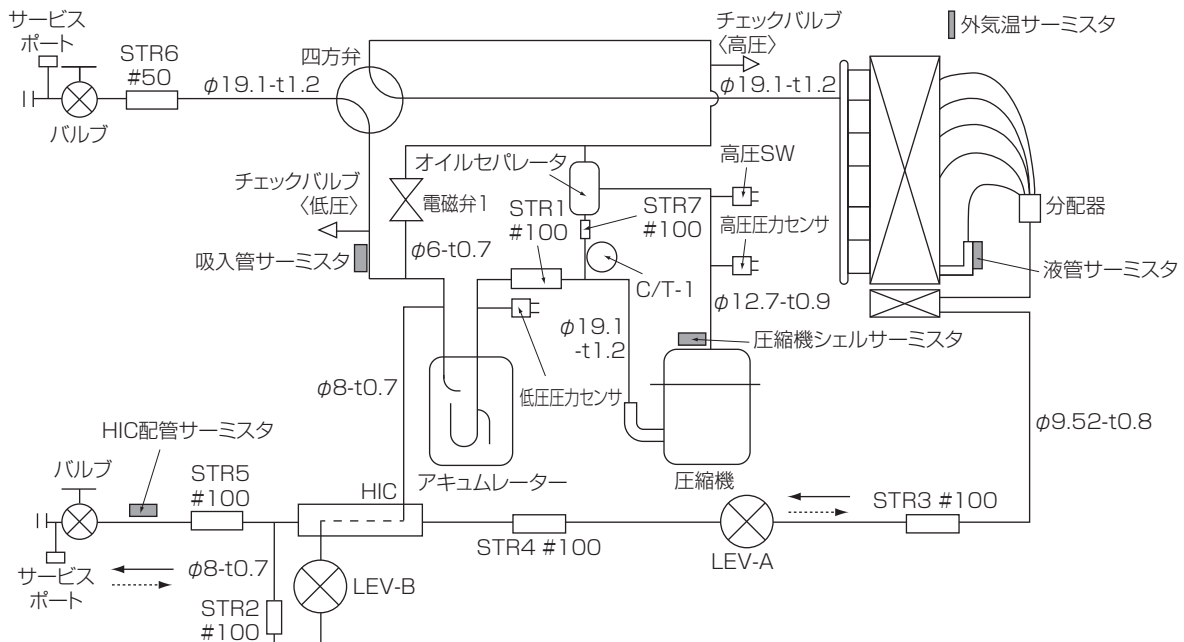 サービス
ポート
STR6
#50
φ19.1-t1.2
バルブ
四方弁
チェックバルブ
〈高圧〉
φ19.1-t1.2
外気温サーミスタ
チェックバルブ
〈低圧〉
吸入管サーミスタ
電磁弁1
φ6-t0.7
オイルセパレータ
STR1
#100
STR7
#100
C/T-1
高圧SW
高圧圧力センサ
φ12.7-t0.9
分配器
液管サーミスタ
φ19.1
-t1.2
圧縮機シェルサーミスタ
低圧圧力センサ
φ8-t0.7
φ9.52-t0.8
アキュムレーター
圧縮機
HIC配管サーミスタ
バルブ
STR5
#100
HIC
STR4 #100
LEV-A
STR3 #100
サービス
ポート
φ8-t0.7
STR2
#100
LEV-B